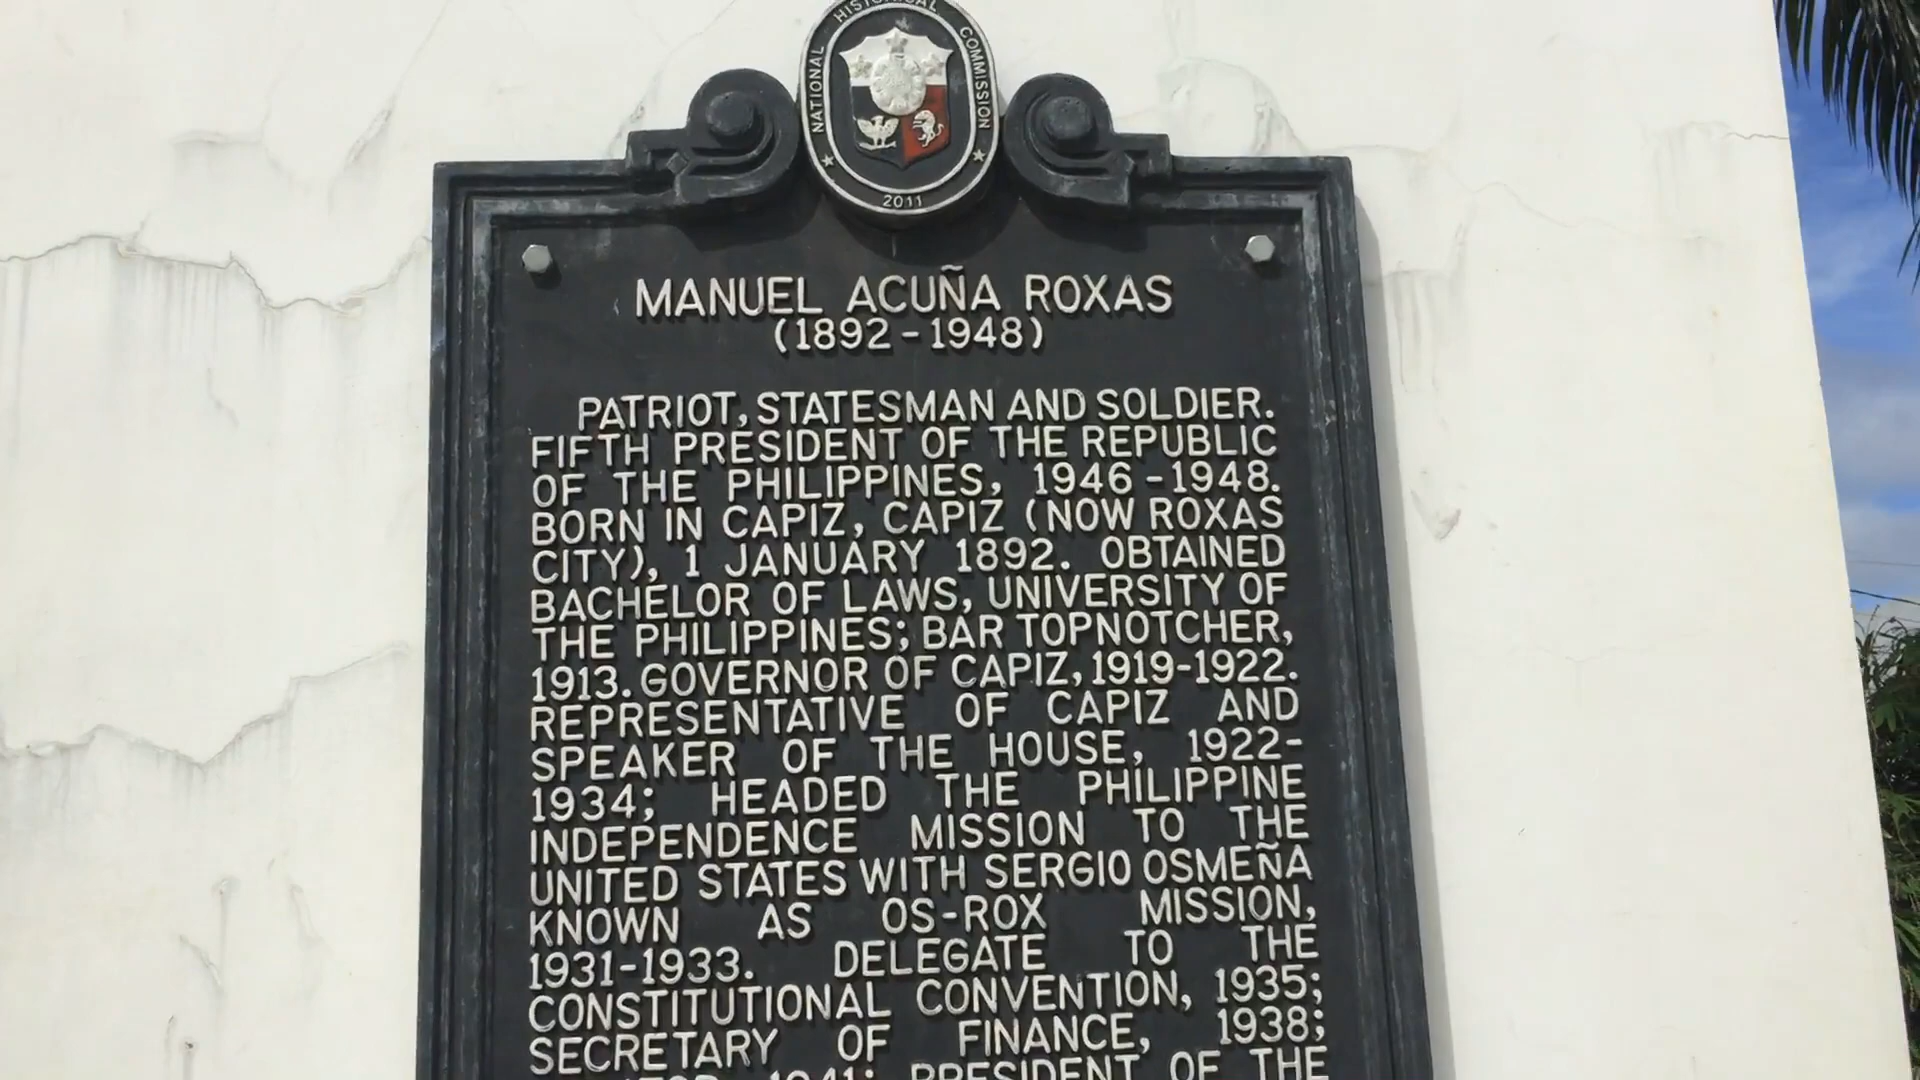 NATIONAL HISTORICAL COMMISSION
2011
MANUEL ACUÑA ROXAS
(1892-1948)
PATRIOT, STATESMAN AND SOLDIER.
FIFTH PRESIDENT OF THE REPUBLIC
OF THE PHILIPPINES, 1946-1948.
BORN IN CAPIZ, CAPIZ (NOW ROXAS
CITY), 1 JANUARY 1892. OBTAINED
BACHELOR OF LAWS, UNIVERSITY OF
THE PHILIPPINES; BAR TOPNOTCHER,
1913. GOVERNOR OF CAPIZ, 1919-1922.
REPRESENTATIVE OF CAPIZ AND
SPEAKER OF THE HOUSE, 1922-
1934; HEADED THE PHILIPPINE
INDEPENDENCE MISSION TO THE
UNITED STATES WITH SERGIO OSMEÑA
KNOWN AS OS-ROX MISSION,
1931-1933. DELEGATE TO THE
CONSTITUTIONAL CONVENTION, 1935;
SECRETARY OF FINANCE, 1938;
1941; PRESIDENT OF THE